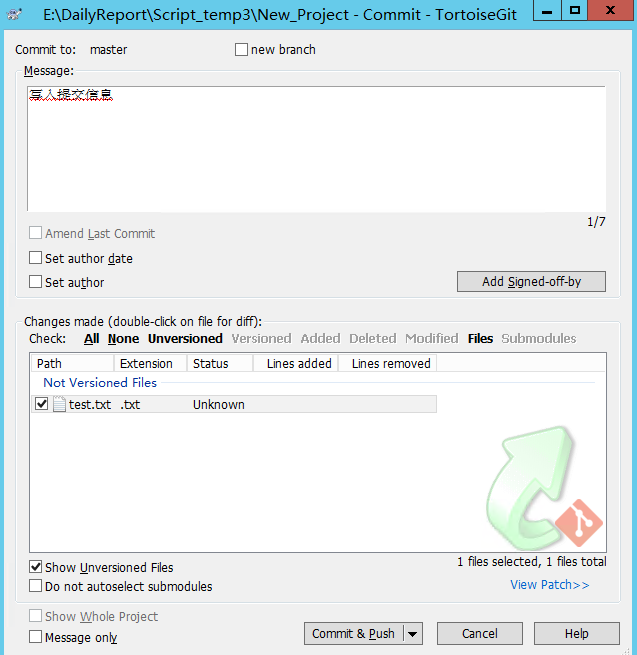 E:\DailyReport\Script_temp3\New_Project - Commit - TortoiseGit
Commit to: master new branch
Message:
写入提交信息
1/7
Amend Last Commit
Set author date
Set author
Add Signed-off-by
Changes made (double-click on file for diff):
Check: All None Unversioned Versioned Added Deleted Modified Files Submodules
Path Extension Status Lines added Lines removed
Not Versioned Files
test.txt .txt Unknown
1 files selected, 1 files total
Show Unversioned Files
Do not autoselect submodules
View Patch>>
Show Whole Project
Message only
Commit & Push Cancel Help